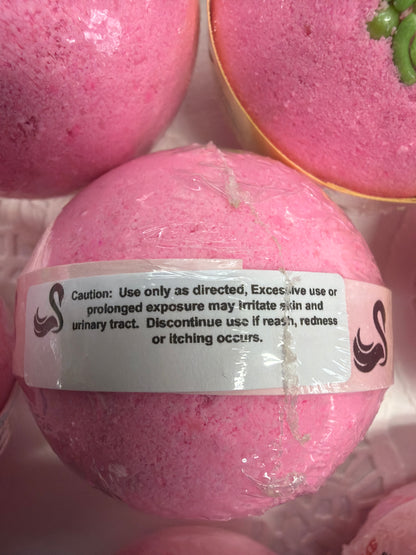 Caution: Use only as directed, Excessive use or
prolonged exposure may irritate skin and
urinary tract. Discontinue use if reash, redness
or itching occurs.